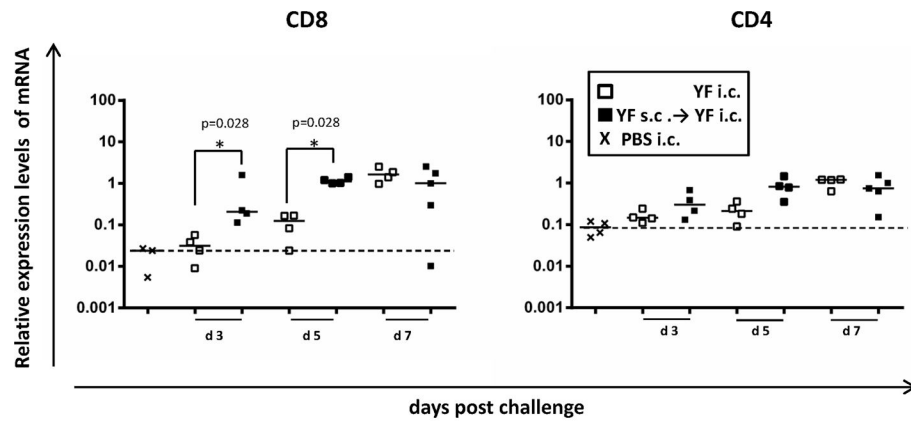 CD8
CD4
Relative expression levels of mRNA
100
10
1
0.1
0.01
0.001
p=0.028
*
p=0.028
*
d 3
d 5
d 7
100
10
1
0.1
0.01
0.001
YF i.c.
YF s.c .→ YF i.c.
X PBS i.c.
d 3
d 5
d 7
days post challenge